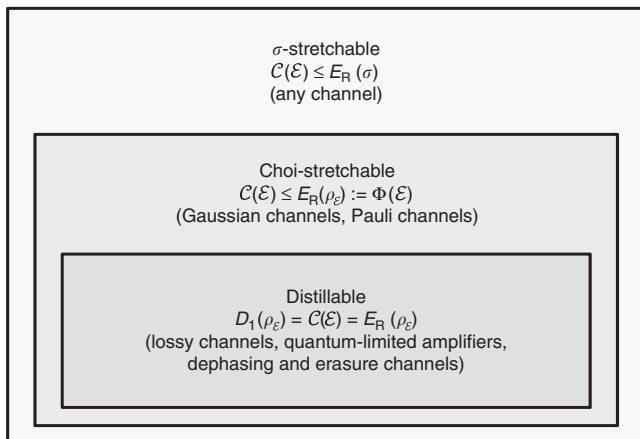 σ-stretchable
𝒞(ℰ) ≤ E_R (σ)
(any channel)
Choi-stretchable
𝒞(ℰ) ≤ E_R(ρ_ℰ) := Φ(ℰ)
(Gaussian channels, Pauli channels)
Distillable
D_1(ρ_ℰ) = 𝒞(ℰ) = E_R (ρ_ℰ)
(lossy channels, quantum-limited amplifiers,
dephasing and erasure channels)